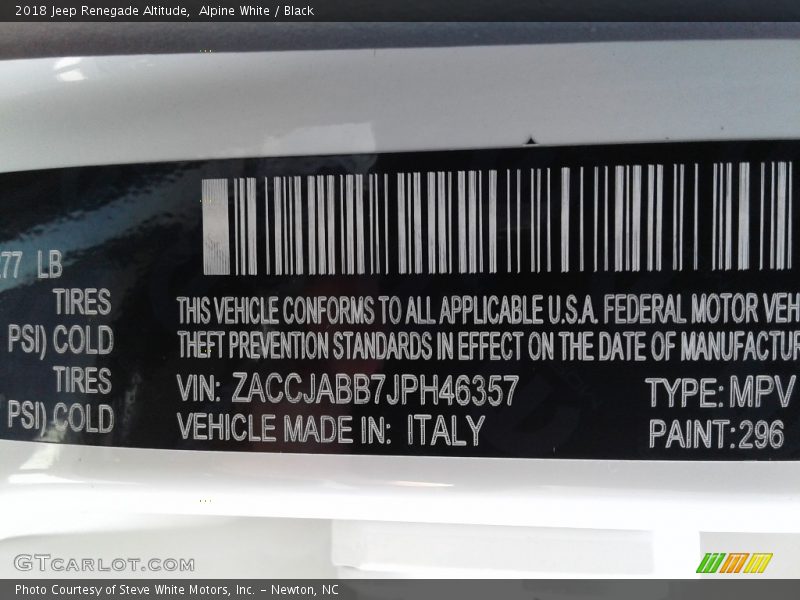 2018 Jeep Renegade Altitude,  Alpine White / Black
77 LB
TIRES
PSI) COLD
TIRES
PSI) COLD
THIS VEHICLE CONFORMS TO ALL APPLICABLE U.S.A. FEDERAL MOTOR VEH
THEFT PREVENTION STANDARDS IN EFFECT ON THE DATE OF MANUFACTUR
VIN: ZACCJABB7JPH46357
TYPE: MPV
VEHICLE MADE IN: ITALY
PAINT: 296
GTCARLOT.COM
Photo Courtesy of Steve White Motors, Inc. – Newton, NC